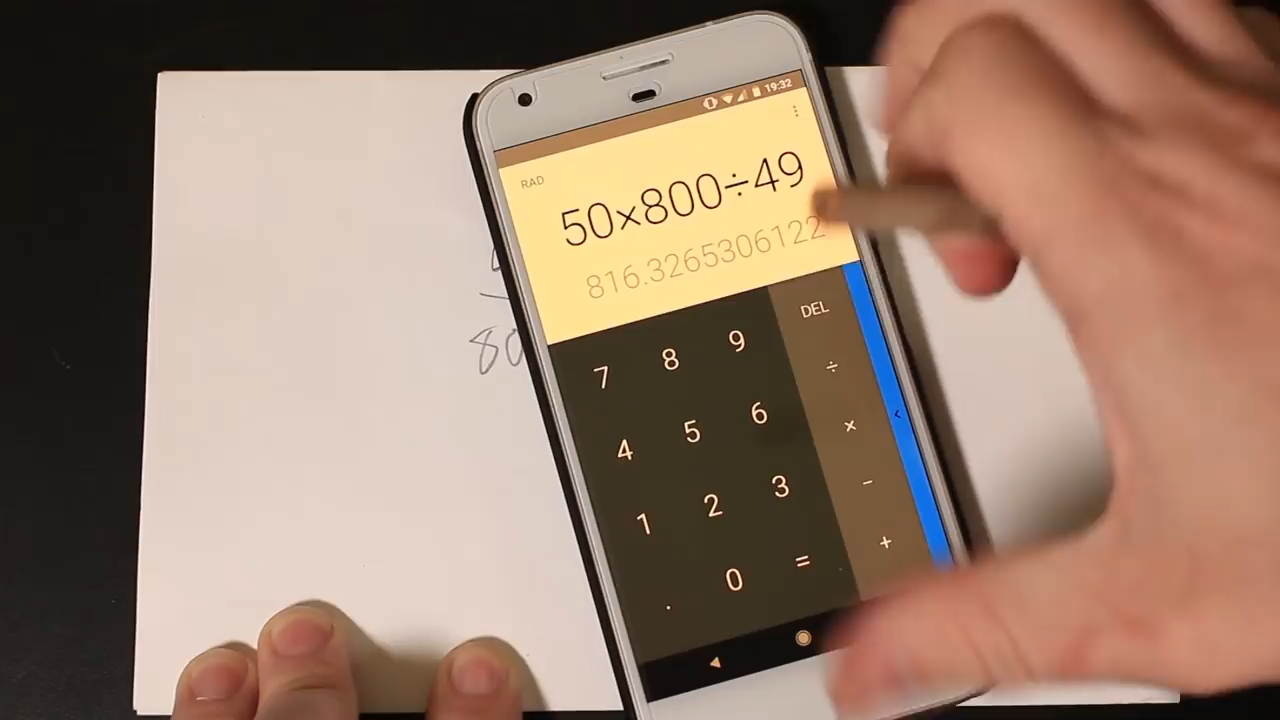 19:32
RAD
50×800÷49
816.3265306122
7 8 9 DEL
÷
4 5 6 ×
1 2 3 −
. 0 = +
80